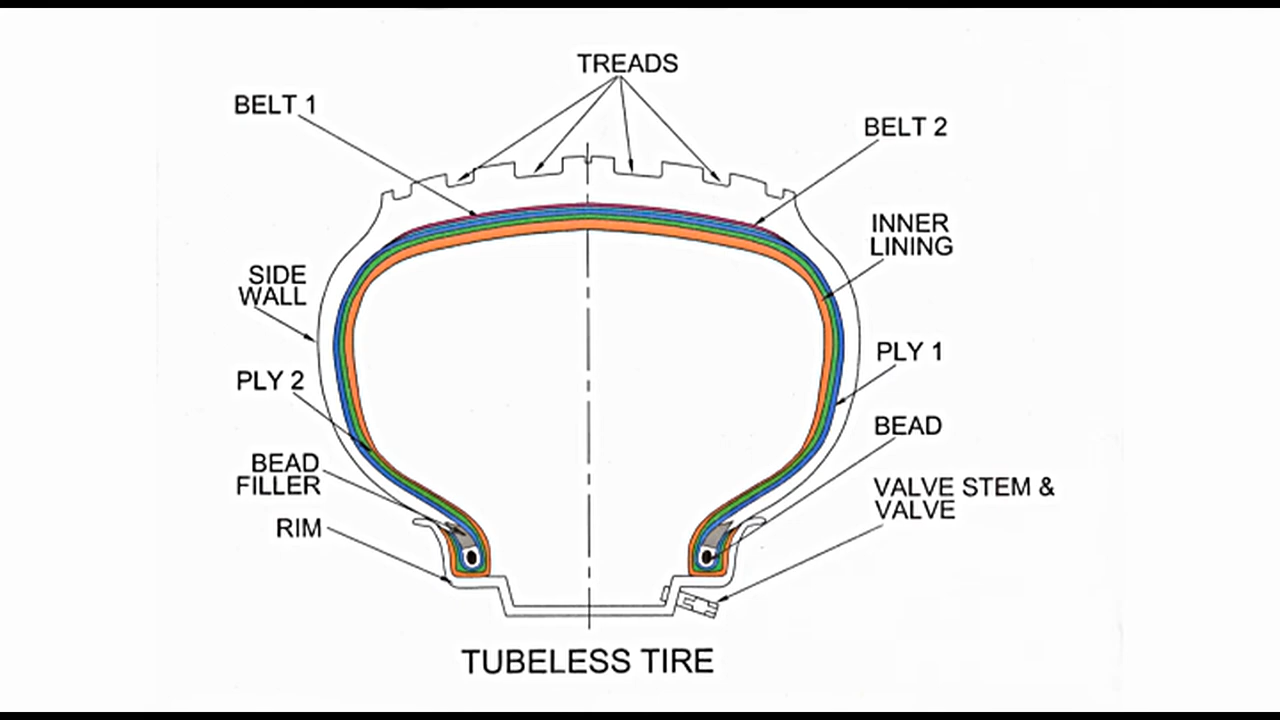 TREADS
BELT 1
BELT 2
INNER
LINING
SIDE
WALL
PLY 1
PLY 2
BEAD
BEAD
FILLER
VALVE STEM &
VALVE
RIM
TUBELESS TIRE